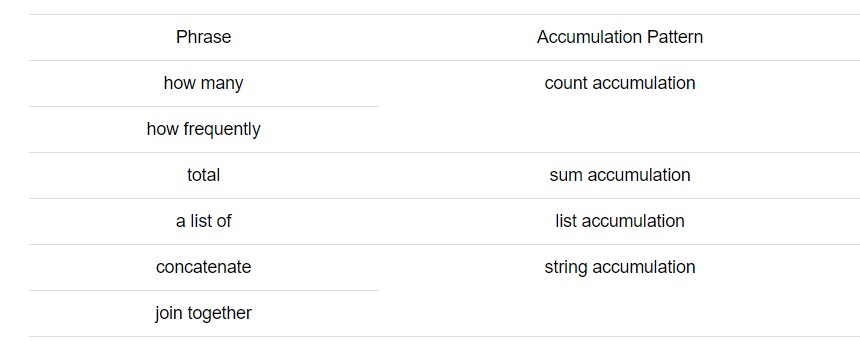 Phrase Accumulation Pattern
how many count accumulation
how frequently
total sum accumulation
a list of list accumulation
concatenate string accumulation
join together